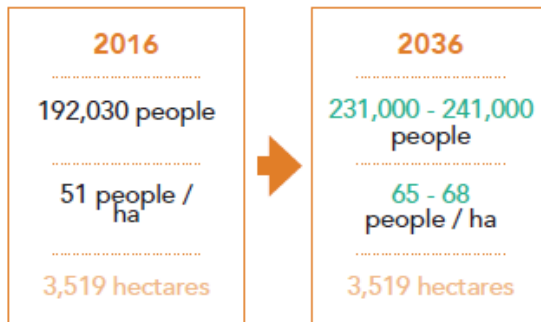 2016
192,030 people
51 people /
ha
3,519 hectares
2036
231,000 - 241,000
people
65 - 68
people / ha
3,519 hectares